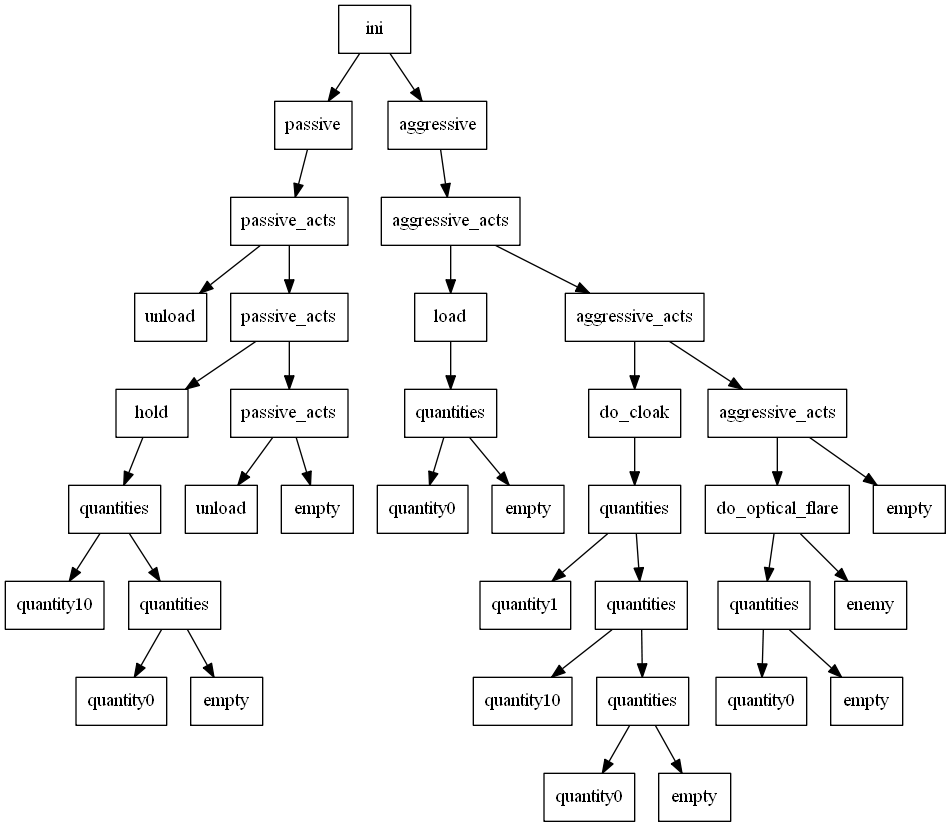 ini
passive aggressive
passive_acts aggressive_acts
unload passive_acts load aggressive_acts
hold passive_acts quantities do_cloak aggressive_acts
quantities unload empty quantity0 empty quantities do_optical_flare empty
quantity10 quantities quantity1 quantities quantities enemy
quantity0 empty quantity10 quantities quantity0 empty
quantity0 empty